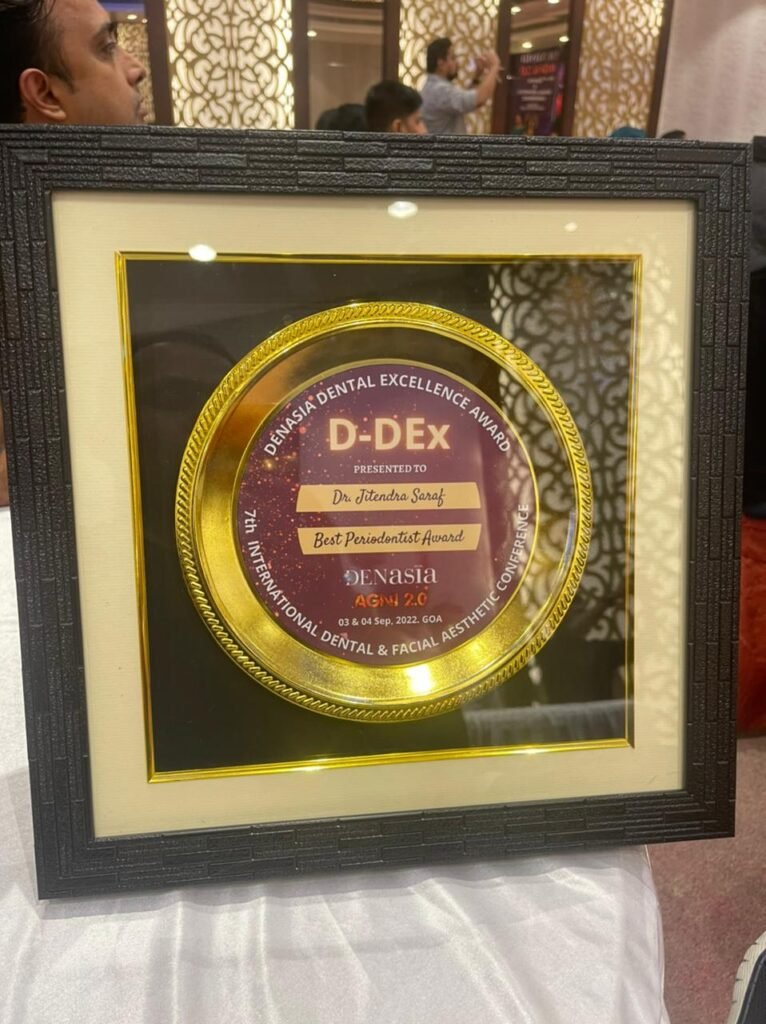 DENASIA DENTAL EXCELLENCE AWARD
D-DEx
PRESENTED TO
Dr. Jitendra Saraf
Best Periodontist Award
DENasia
AGNI 2.0
03 & 04 Sep, 2022. GOA
7th INTERNATIONAL DENTAL & FACIAL AESTHETIC CONFERENCE